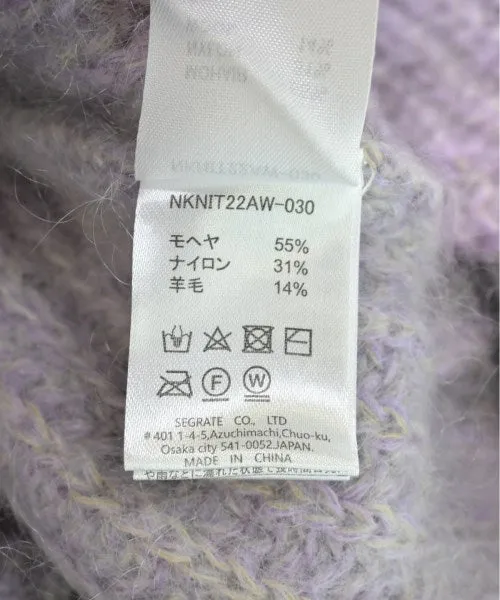 NKNIT22AW-030
モヘヤ 55%
ナイロン 31%
羊毛 14%
F W
SEGRATE CO., LTD
#401 1-4-5,Azuchimachi,Chuo-ku,
Osaka city 541-0052.JAPAN.
MADE IN CHINA